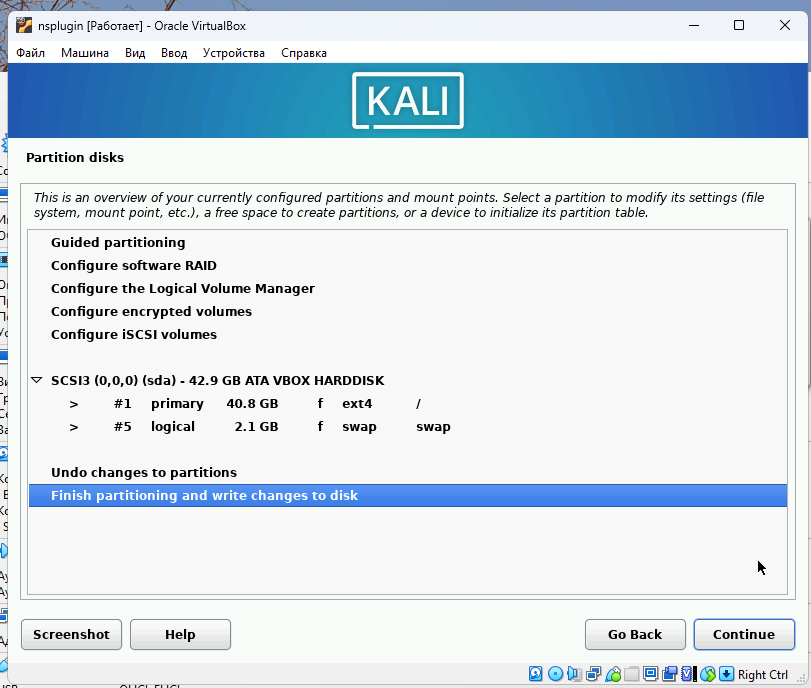 nsplugin [Работает] - Oracle VirtualBox
Файл Машина Вид Ввод Устройства Справка
KALI
Partition disks
This is an overview of your currently configured partitions and mount points. Select a partition to modify its settings (file
system, mount point, etc.), a free space to create partitions, or a device to initialize its partition table.
Guided partitioning
Configure software RAID
Configure the Logical Volume Manager
Configure encrypted volumes
Configure iSCSI volumes
SCSI3 (0,0,0) (sda) - 42.9 GB ATA VBOX HARDDISK
> #1 primary 40.8 GB f ext4 /
> #5 logical 2.1 GB f swap swap
Undo changes to partitions
Finish partitioning and write changes to disk
Screenshot Help Go Back Continue
Right Ctrl